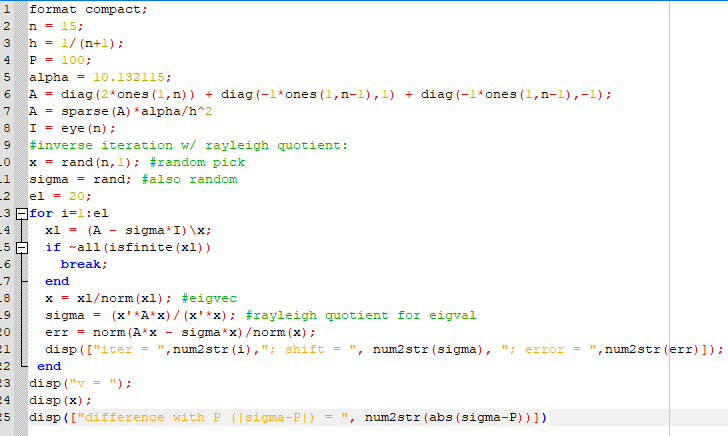 1 format compact;
2 n = 15;
3 h = 1/(n+1);
4 P = 100;
5 alpha = 10.132115;
6 A = diag(2*ones(1,n)) + diag(-1*ones(1,n-1),1) + diag(-1*ones(1,n-1),-1);
7 A = sparse(A)*alpha/h^2
8 I = eye(n);
9 #inverse iteration w/ rayleigh quotient:
10 x = rand(n,1); #random pick
11 sigma = rand; #also random
12 el = 20;
13 for i=1:el
14 xl = (A - sigma*I)\x;
15 if ~all(isfinite(xl))
16 break;
17 end
18 x = xl/norm(xl); #eigvec
19 sigma = (x'*A*x)/(x'*x); #rayleigh quotient for eigval
20 err = norm(A*x - sigma*x)/norm(x);
21 disp(["iter = ",num2str(i),"; shift = ", num2str(sigma), "; error = ",num2str(err)]);
22 end
23 disp("v = ");
24 disp(x);
25 disp(["difference with P (|sigma-P|) = ", num2str(abs(sigma-P))])